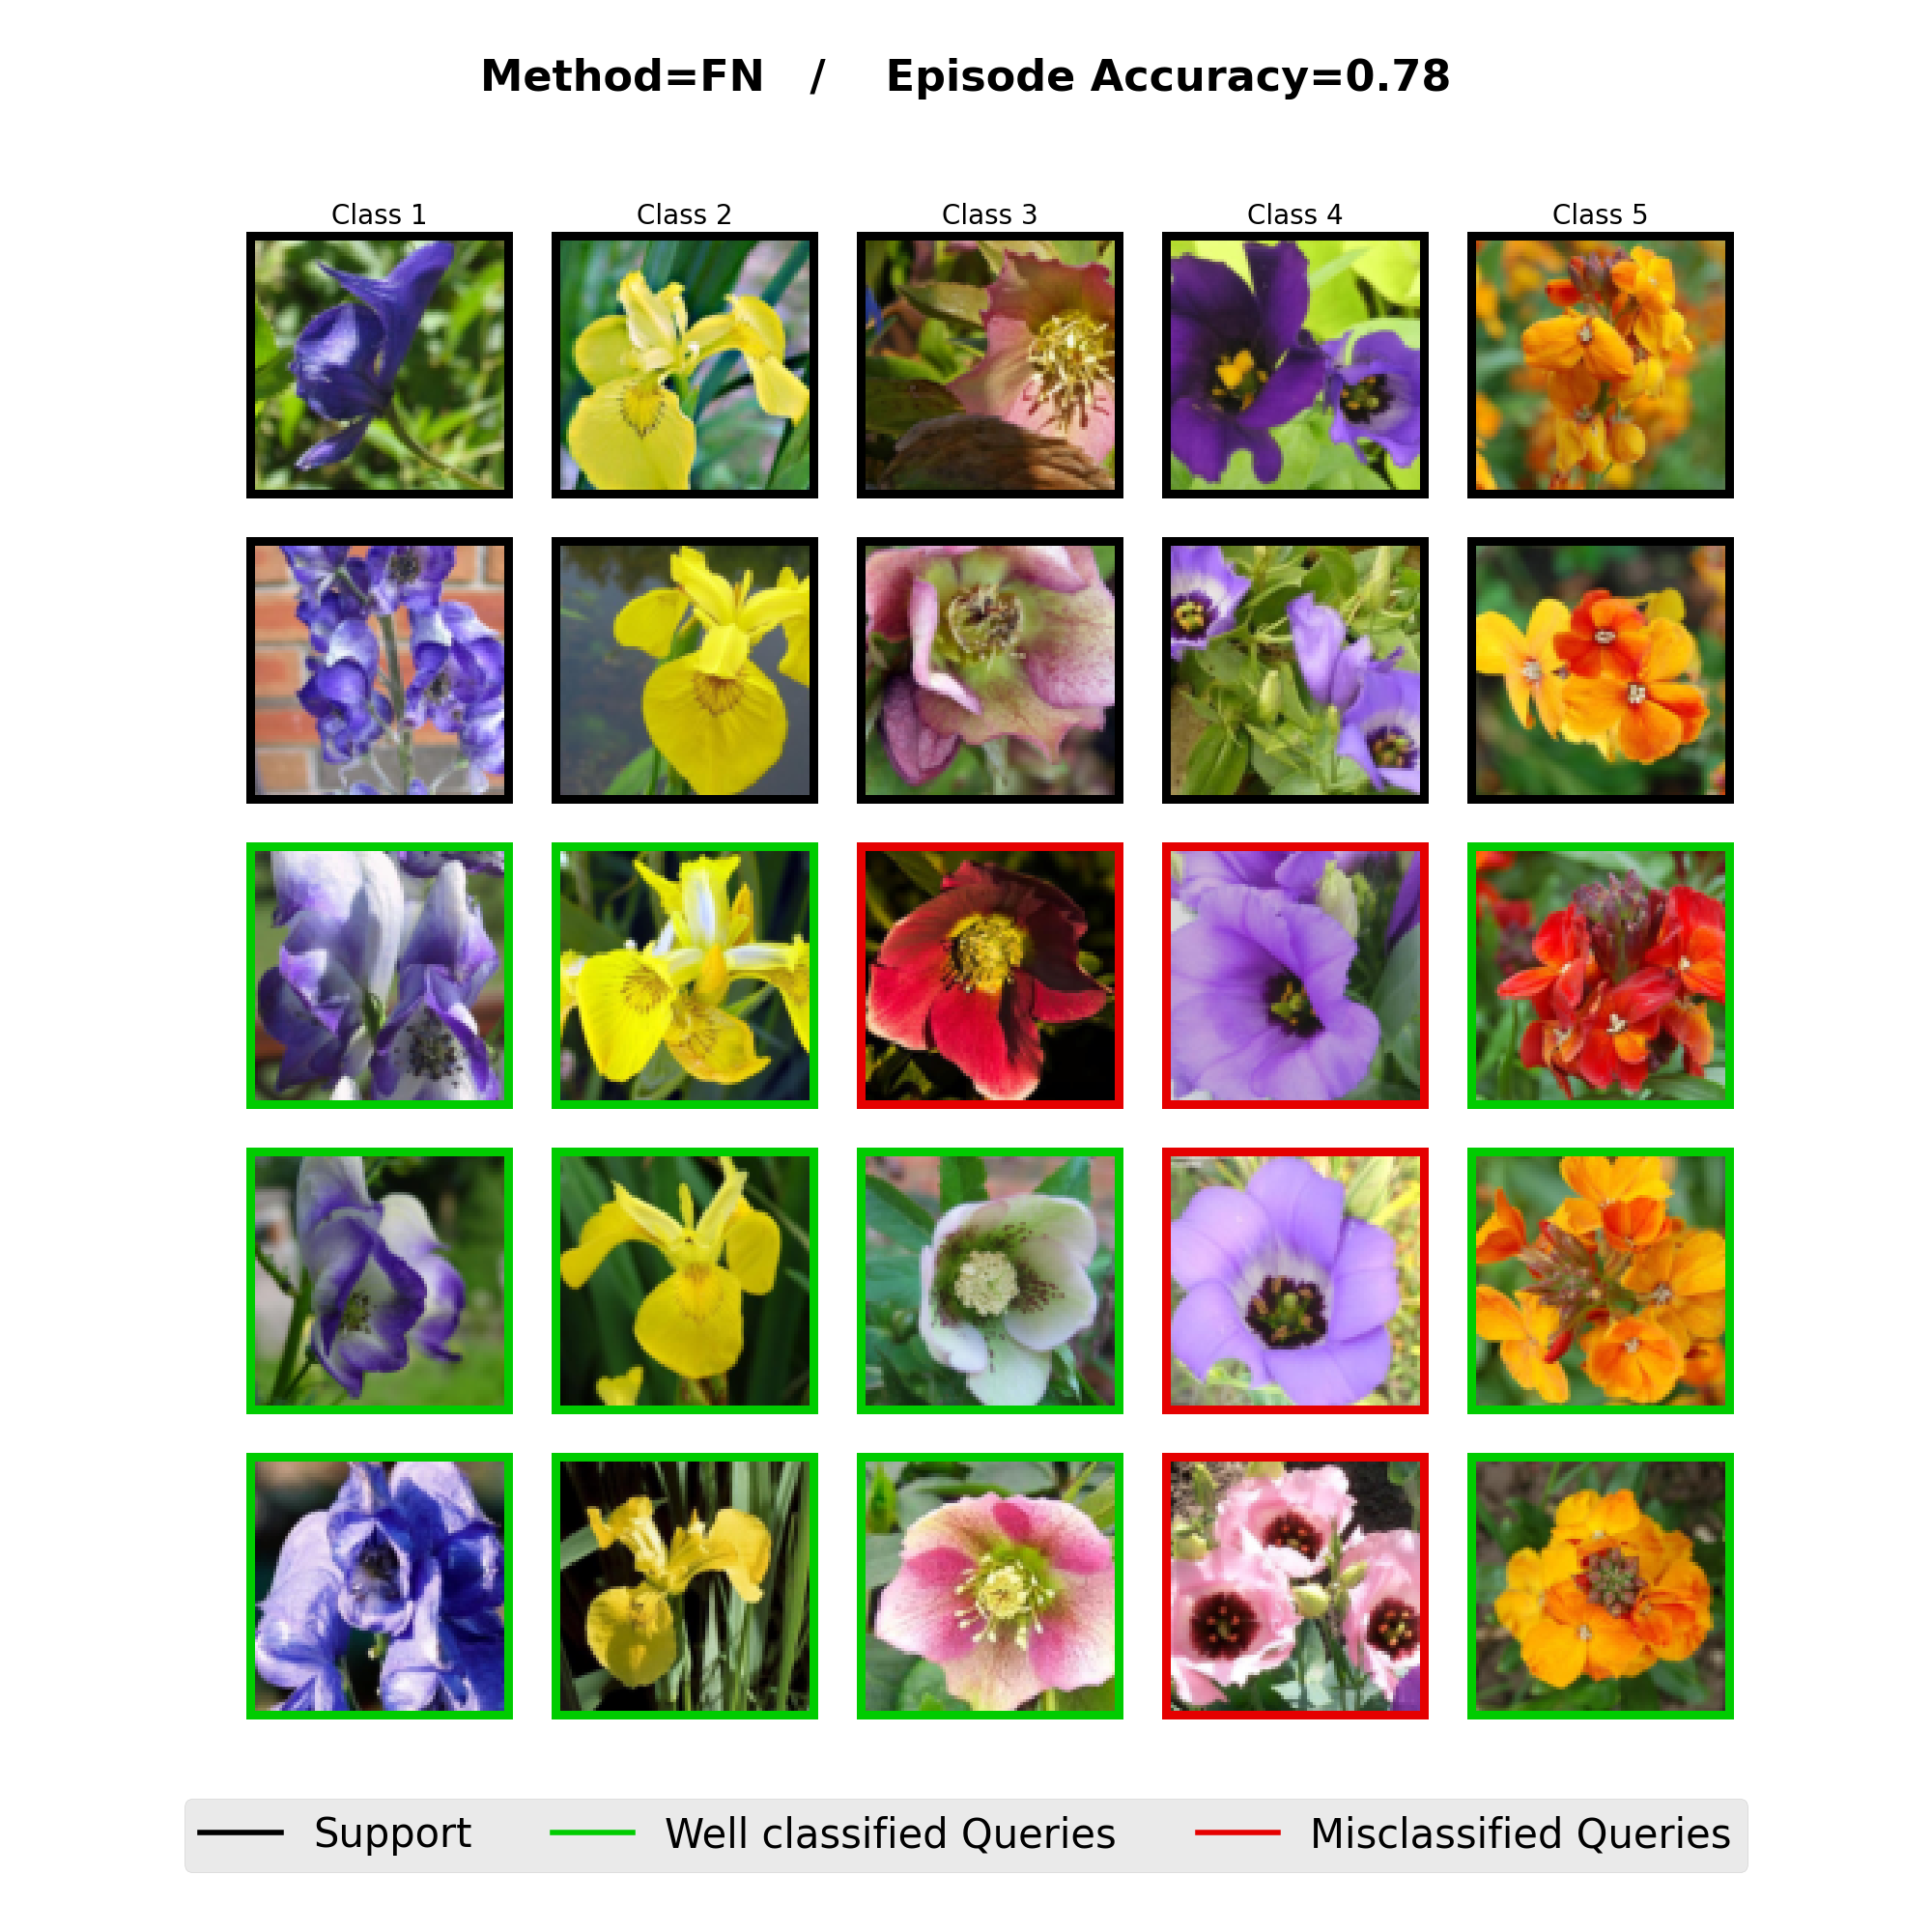 Method=FN / Episode Accuracy=0.78
Class 1 Class 2 Class 3 Class 4 Class 5
Support Well classified Queries Misclassified Queries